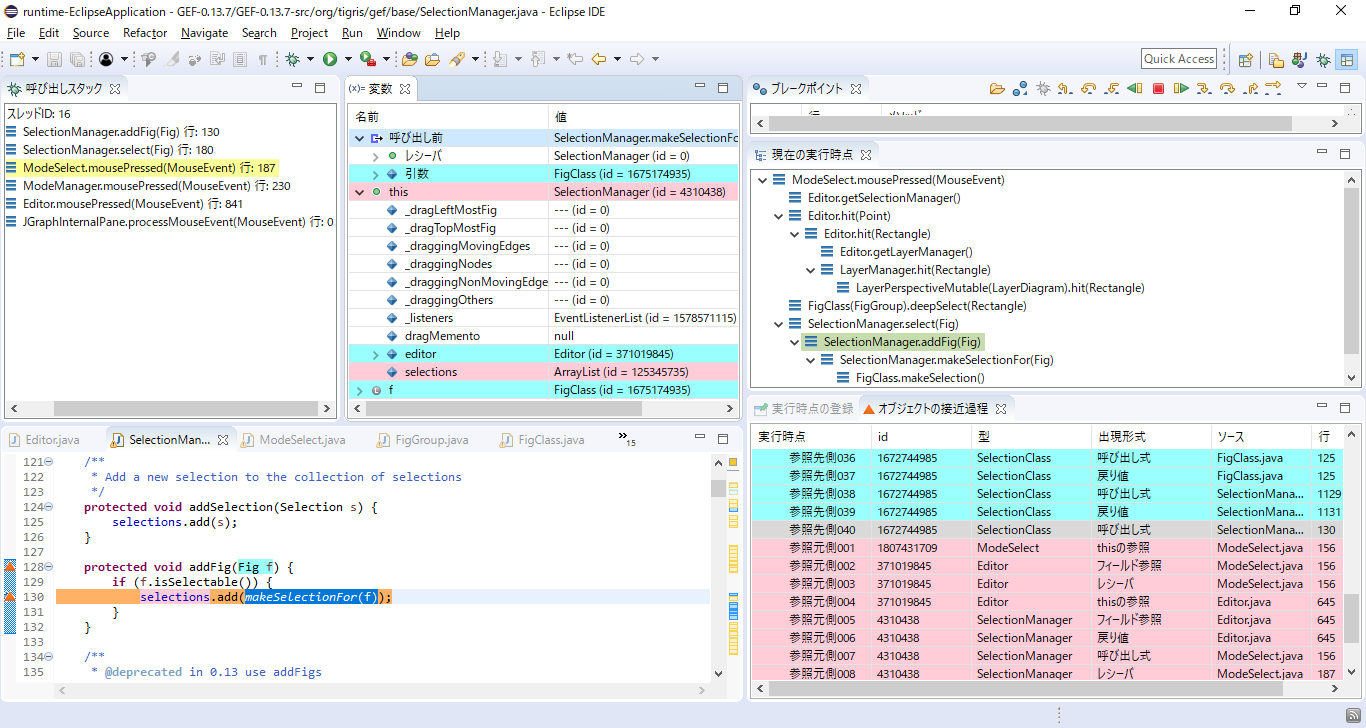 runtime-EclipseApplication - GEF-0.13.7/GEF-0.13.7-src/org/tigris/gef/base/SelectionManager.java - Eclipse IDE
File Edit Source Refactor Navigate Search Project Run Window Help
Quick Access
呼び出しスタック
スレッドID: 16
SelectionManager.addFig(Fig) 行: 130
SelectionManager.select(Fig) 行: 180
ModeSelect.mousePressed(MouseEvent) 行: 187
ModeManager.mousePressed(MouseEvent) 行: 230
Editor.mousePressed(MouseEvent) 行: 841
JGraphInternalPane.processMouseEvent(MouseEvent) 行: 0
(x)= 変数
名前 値
呼び出し前 SelectionManager.makeSelectionFo
レシーバ SelectionManager (id = 0)
引数 FigClass (id = 1675174935)
this SelectionManager (id = 4310438)
_dragLeftMostFig --- (id = 0)
_dragTopMostFig --- (id = 0)
_draggingMovingEdges --- (id = 0)
_draggingNodes --- (id = 0)
_draggingNonMovingEdge --- (id = 0)
_draggingOthers --- (id = 0)
_listeners EventListenerList (id = 1578571115)
dragMemento null
editor Editor (id = 371019845)
selections ArrayList (id = 125345735)
f FigClass (id = 1675174935)
ブレークポイント
現在の実行時点
ModeSelect.mousePressed(MouseEvent)
Editor.getSelectionManager()
Editor.hit(Point)
Editor.hit(Rectangle)
Editor.getLayerManager()
LayerManager.hit(Rectangle)
LayerPerspectiveMutable(LayerDiagram).hit(Rectangle)
FigClass(FigGroup).deepSelect(Rectangle)
SelectionManager.select(Fig)
SelectionManager.addFig(Fig)
SelectionManager.makeSelectionFor(Fig)
FigClass.makeSelection()
Editor.java SelectionMan... ModeSelect.java FigGroup.java FigClass.java »15
121 /**
122 * Add a new selection to the collection of selections
123 */
124 protected void addSelection(Selection s) {
125 selections.add(s);
126 }
127
128 protected void addFig(Fig f) {
129 if (f.isSelectable()) {
130 selections.add(makeSelectionFor(f));
131 }
132 }
133
134 /**
135 * @deprecated in 0.13 use addFigs
実行時点の登録 オブジェクトの接近過程
実行時点 id 型 出現形式 ソース 行
参照先側036 1672744985 SelectionClass 呼び出し式 FigClass.java 125
参照先側037 1672744985 SelectionClass 戻り値 FigClass.java 125
参照先側038 1672744985 SelectionClass 呼び出し式 SelectionMana... 1129
参照先側039 1672744985 SelectionClass 戻り値 SelectionMana... 1131
参照先側040 1672744985 SelectionClass 呼び出し式 SelectionMana... 130
参照元側001 1807431709 ModeSelect thisの参照 ModeSelect.java 156
参照元側002 371019845 Editor フィールド参照 ModeSelect.java 156
参照元側003 371019845 Editor レシーバ ModeSelect.java 156
参照元側004 371019845 Editor thisの参照 Editor.java 645
参照元側005 4310438 SelectionManager フィールド参照 Editor.java 645
参照元側006 4310438 SelectionManager 戻り値 Editor.java 645
参照元側007 4310438 SelectionManager 呼び出し式 ModeSelect.java 156
参照元側008 4310438 SelectionManager レシーバ ModeSelect.java 187